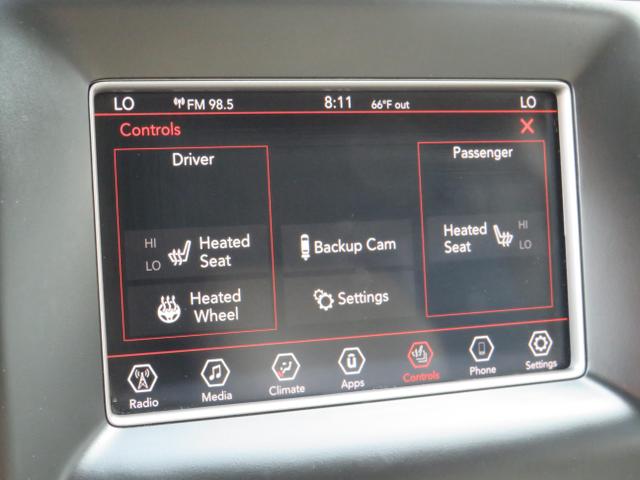 LO FM 98.5 8:11 66°F out LO
Controls
Driver
Passenger
HI
LO
Heated
Seat
Backup Cam
Heated
Seat
HI
LO
Heated
Wheel
Settings
Radio Media Climate Apps Controls Phone Settings